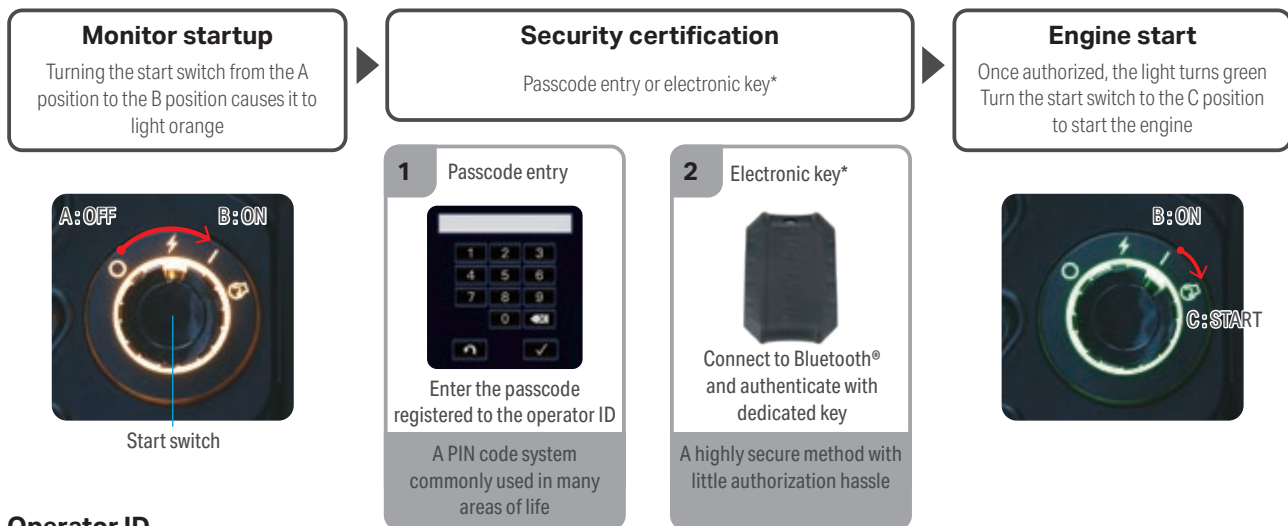 Monitor startup
Turning the start switch from the A
position to the B position causes it to
light orange
Security certification
Passcode entry or electronic key*
Engine start
Once authorized, the light turns green
Turn the start switch to the C position
to start the engine
A:OFF
B:ON
Start switch
1
Passcode entry
1 2 3
4 5 6
7 8 9
0
Enter the passcode
registered to the operator ID
A PIN code system
commonly used in many
areas of life
2
Electronic key*
Connect to Bluetooth®
and authenticate with
dedicated key
A highly secure method with
little authorization hassle
B:ON
C:START
Operator ID